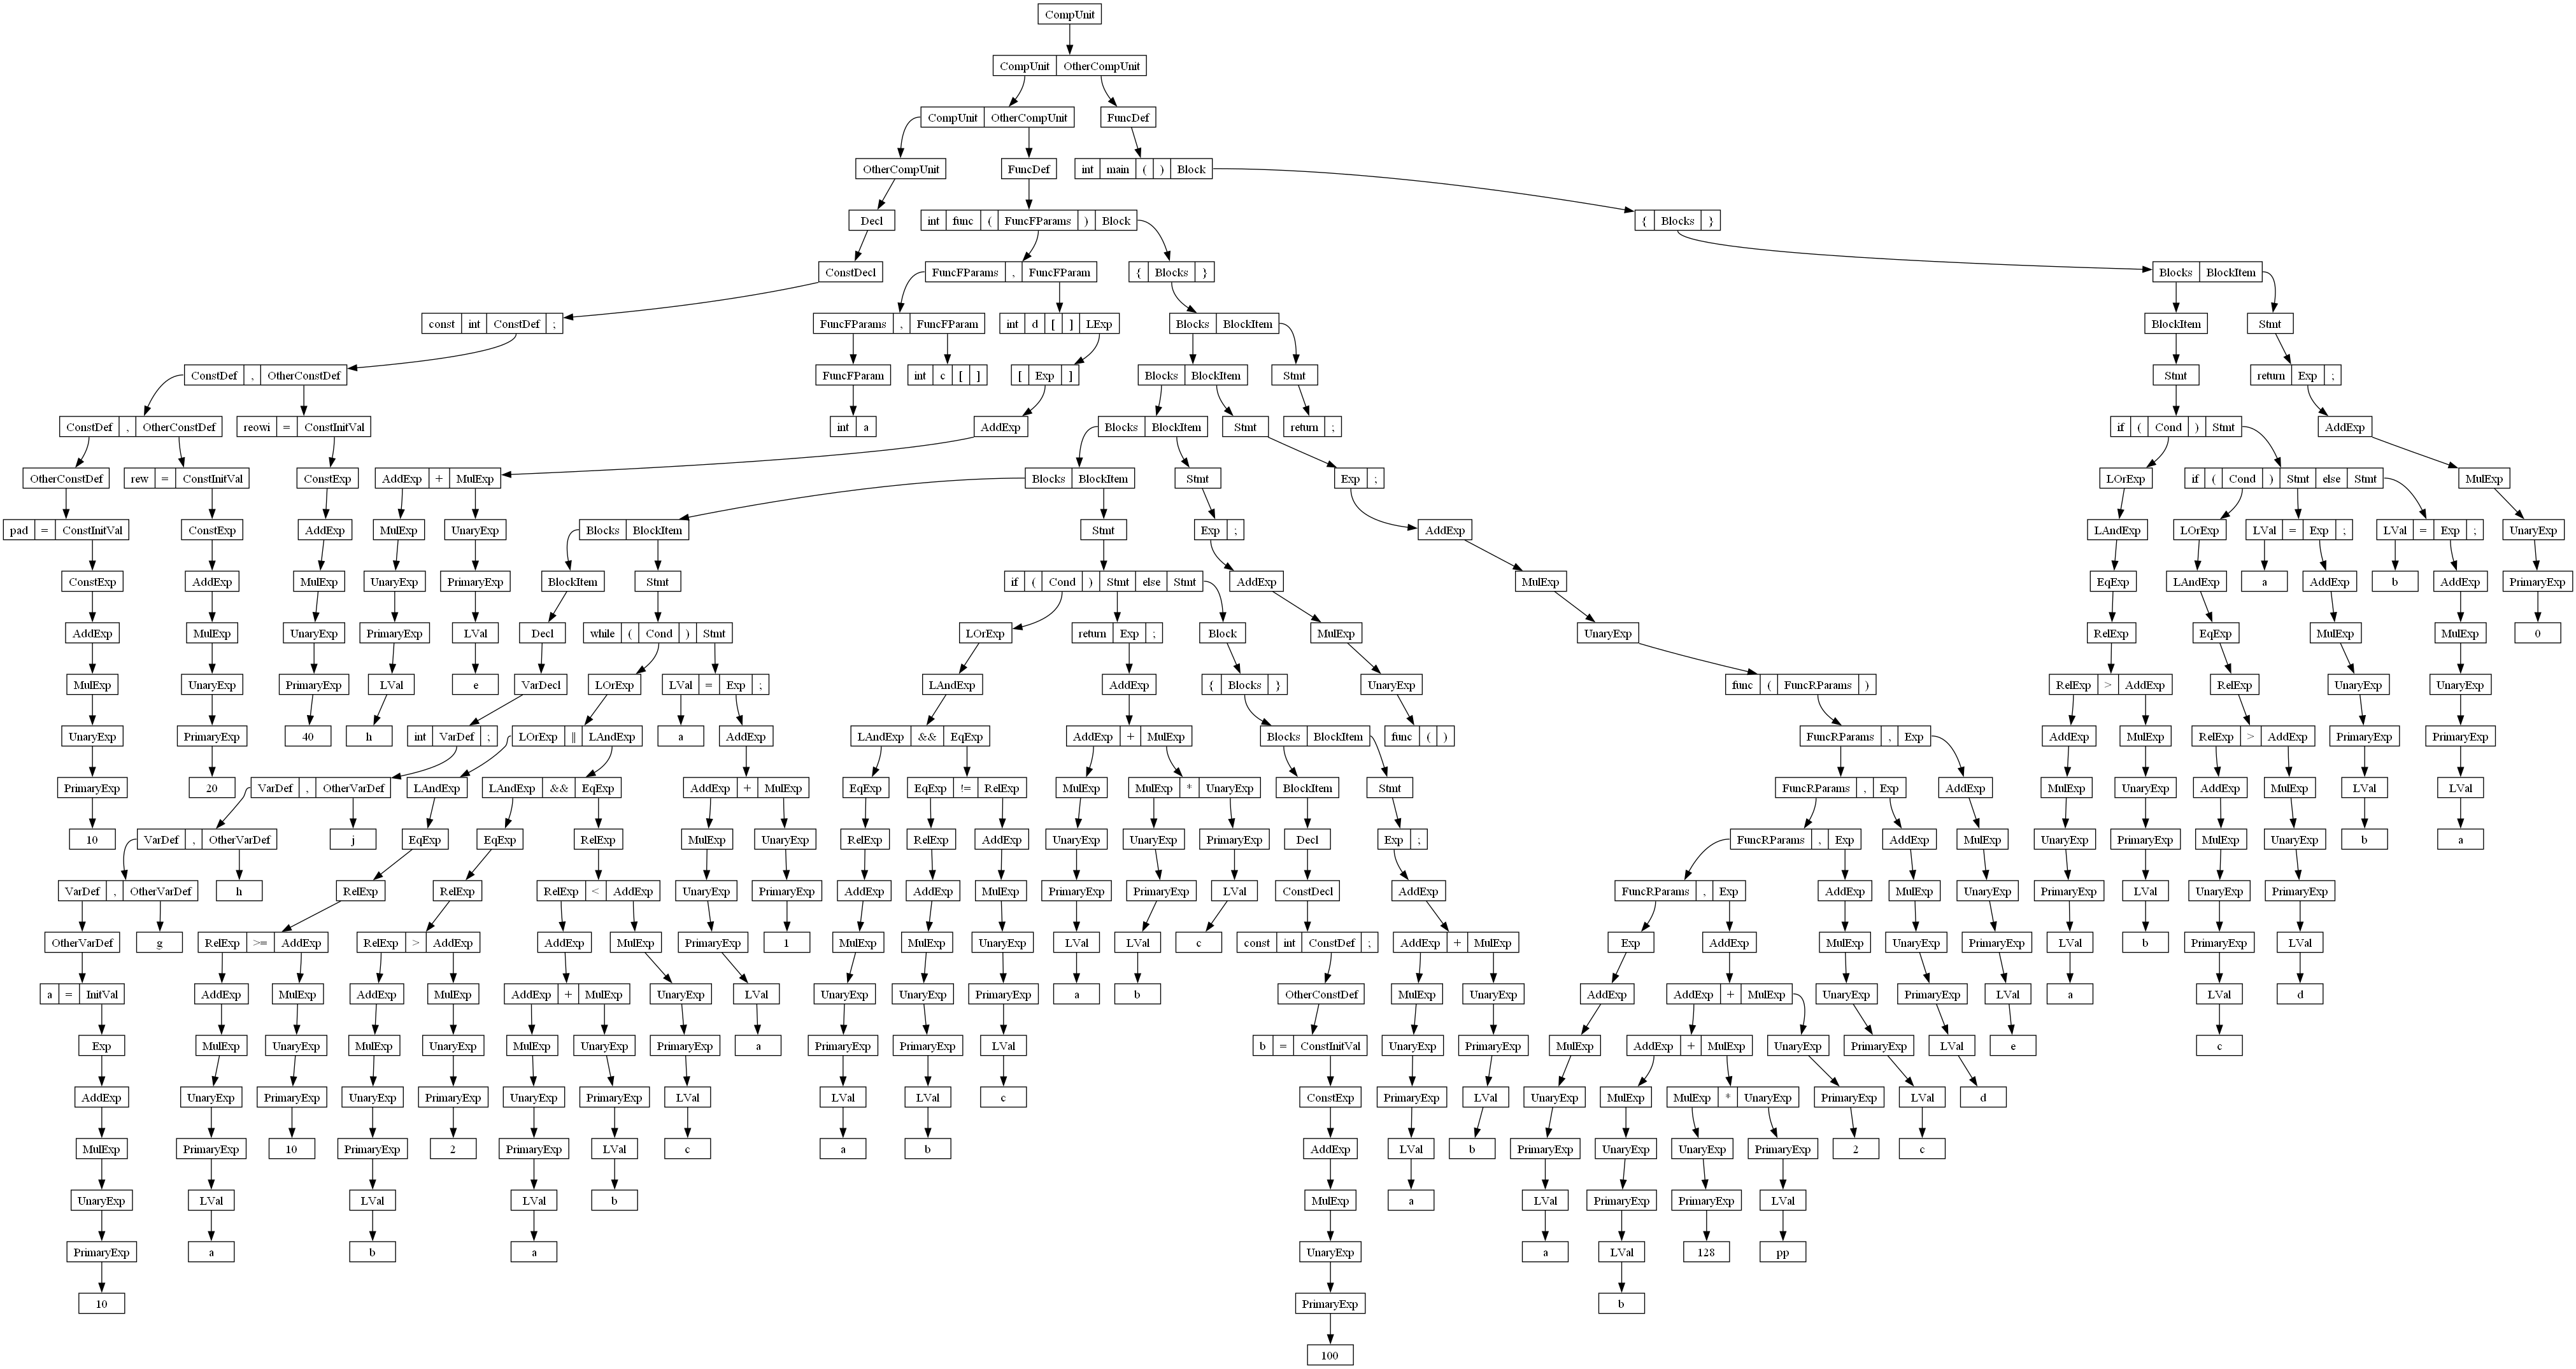 CompUnit
CompUnit OtherCompUnit
CompUnit OtherCompUnit FuncDef
OtherCompUnit FuncDef int main ( ) Block
Decl int func ( FuncFParams ) Block { Blocks }
ConstDecl FuncFParams , FuncFParam { Blocks } Blocks BlockItem
const int ConstDef ; FuncFParams , FuncFParam int d [ ] LExp Blocks BlockItem BlockItem Stmt
ConstDef , OtherConstDef FuncFParam int c [ ] [ Exp ] Blocks BlockItem Stmt Stmt return Exp ;
ConstDef , OtherConstDef reowi = ConstInitVal int a AddExp Blocks BlockItem Stmt return ; if ( Cond ) Stmt AddExp
OtherConstDef rew = ConstInitVal ConstExp AddExp + MulExp Blocks BlockItem Stmt Exp ; LOrExp if ( Cond ) Stmt else Stmt MulExp
pad = ConstInitVal ConstExp AddExp MulExp UnaryExp Blocks BlockItem Stmt Exp ; AddExp LAndExp LOrExp LVal = Exp ; LVal = Exp ; UnaryExp
ConstExp AddExp MulExp UnaryExp PrimaryExp BlockItem Stmt if ( Cond ) Stmt else Stmt AddExp MulExp EqExp LAndExp a AddExp b AddExp PrimaryExp
AddExp MulExp UnaryExp PrimaryExp LVal Decl while ( Cond ) Stmt LOrExp return Exp ; Block MulExp UnaryExp RelExp EqExp MulExp MulExp 0
MulExp UnaryExp PrimaryExp LVal e VarDecl LOrExp LVal = Exp ; LAndExp AddExp { Blocks } UnaryExp func ( FuncRParams ) RelExp > AddExp RelExp UnaryExp UnaryExp
UnaryExp PrimaryExp 40 h int VarDef ; LOrExp || LAndExp a AddExp LAndExp && EqExp AddExp + MulExp Blocks BlockItem func ( ) FuncRParams , Exp AddExp MulExp RelExp > AddExp PrimaryExp PrimaryExp
PrimaryExp 20 VarDef , OtherVarDef LAndExp LAndExp && EqExp AddExp + MulExp EqExp EqExp != RelExp MulExp MulExp * UnaryExp BlockItem Stmt FuncRParams , Exp AddExp MulExp UnaryExp AddExp MulExp LVal LVal
10 VarDef , OtherVarDef j EqExp EqExp RelExp MulExp UnaryExp RelExp RelExp AddExp UnaryExp UnaryExp PrimaryExp Decl Exp ; FuncRParams , Exp AddExp MulExp UnaryExp PrimaryExp MulExp UnaryExp b a
VarDef , OtherVarDef h RelExp RelExp RelExp < AddExp UnaryExp PrimaryExp AddExp AddExp MulExp PrimaryExp PrimaryExp LVal ConstDecl AddExp FuncRParams , Exp AddExp MulExp UnaryExp PrimaryExp LVal UnaryExp PrimaryExp
OtherVarDef g RelExp >= AddExp RelExp > AddExp AddExp MulExp PrimaryExp 1 MulExp MulExp UnaryExp LVal LVal c const int ConstDef ; AddExp + MulExp Exp AddExp MulExp UnaryExp PrimaryExp LVal b PrimaryExp LVal
a = InitVal AddExp MulExp AddExp MulExp AddExp + MulExp UnaryExp LVal UnaryExp UnaryExp PrimaryExp a b OtherConstDef MulExp UnaryExp AddExp AddExp + MulExp UnaryExp PrimaryExp LVal a LVal d
Exp MulExp UnaryExp MulExp UnaryExp MulExp UnaryExp PrimaryExp a PrimaryExp PrimaryExp LVal b = ConstInitVal UnaryExp PrimaryExp MulExp AddExp + MulExp UnaryExp PrimaryExp LVal e c
AddExp UnaryExp PrimaryExp UnaryExp PrimaryExp UnaryExp PrimaryExp LVal LVal LVal c ConstExp PrimaryExp LVal UnaryExp MulExp MulExp * UnaryExp PrimaryExp LVal d
MulExp PrimaryExp 10 PrimaryExp 2 PrimaryExp LVal c a b AddExp LVal b PrimaryExp UnaryExp UnaryExp PrimaryExp 2 c
UnaryExp LVal LVal LVal b MulExp a LVal PrimaryExp PrimaryExp LVal
PrimaryExp a b a UnaryExp a LVal 128 pp
10 PrimaryExp b
100